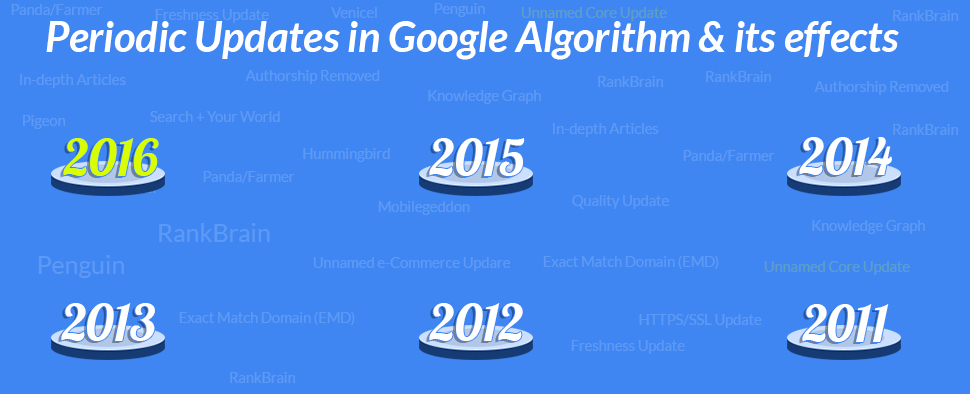 Panda/Farmer
Freshness Update
Venicel
Penguin
Unnamed Core Update
RankBrain
Periodic Updates in Google Algorithm & its effects
In-depth Articles
Authorship Removed
Knowledge Graph
RankBrain
RankBrain
Authorship Removed
Pigeon
Search + Your World
In-depth Articles
RankBrain
2016
Hummingbird
2015
Panda/Farmer
2014
Panda/Farmer
Mobilegeddon
Quality Update
Knowledge Graph
RankBrain
Penguin
Unnamed e-Commerce Updare
Exact Match Domain (EMD)
Unnamed Core Update
2013
Exact Match Domain (EMD)
2012
HTTPS/SSL Update
2011
Freshness Update
RankBrain